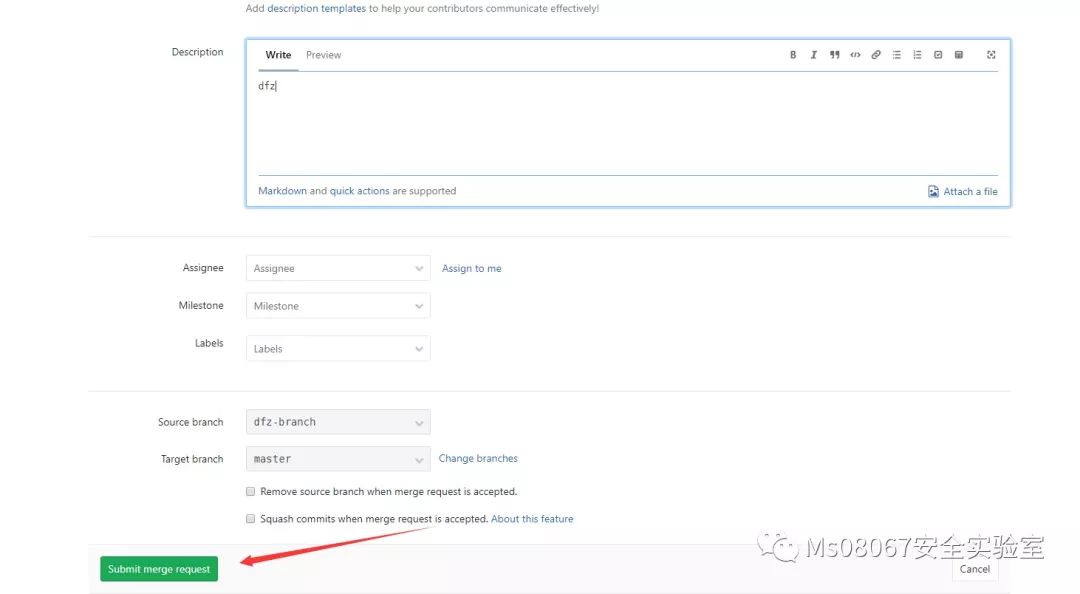 Add description templates to help your contributors communicate effectively!
Description
Write Preview
dfz
Markdown and quick actions are supported
Attach a file
Assignee Assignee Assign to me
Milestone Milestone
Labels Labels
Source branch dfz-branch
Target branch master Change branches
Remove source branch when merge request is accepted.
Squash commits when merge request is accepted. About this feature
Submit merge request
Ms08067安全实验室
Cancel